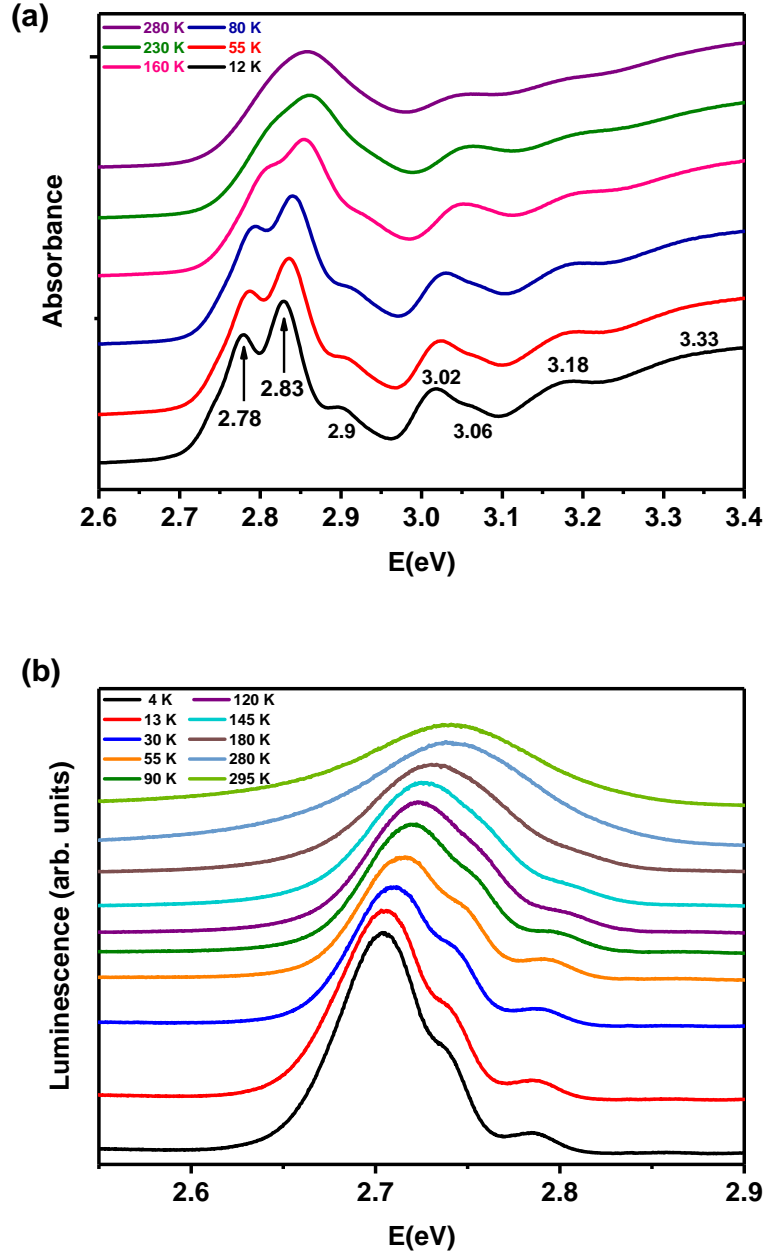 (a)
280 K 80 K
230 K 55 K
160 K 12 K
Absorbance
2.78
2.83
2.9
3.02
3.06
3.18
3.33
2.6 2.7 2.8 2.9 3.0 3.1 3.2 3.3 3.4
E(eV)
(b)
4 K 120 K
13 K 145 K
30 K 180 K
55 K 280 K
90 K 295 K
Luminescence (arb. units)
2.6 2.7 2.8 2.9
E(eV)